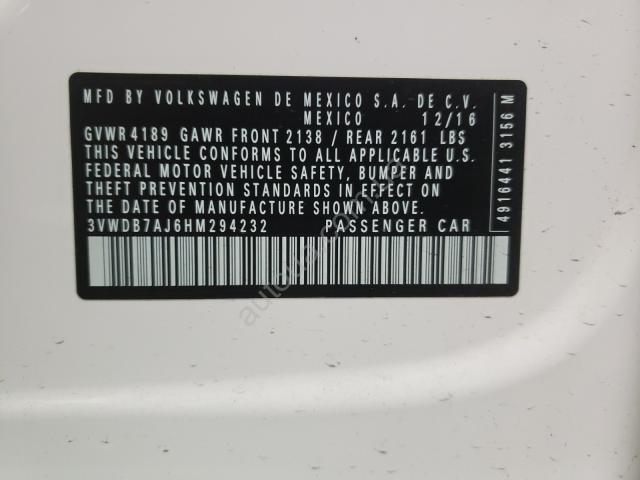 MFD BY VOLKSWAGEN DE MEXICO S.A. DE C.V.
MEXICO 12/16
GVWR 4189 GAWR FRONT 2138 / REAR 2161 LBS
THIS VEHICLE CONFORMS TO ALL APPLICABLE U.S.
FEDERAL MOTOR VEHICLE SAFETY, BUMPER AND
THEFT PREVENTION STANDARDS IN EFFECT ON THE
DATE OF MANUFACTURE SHOWN ABOVE.
3VWDB7AJ6HM294232 PASSENGER CAR
4916441 3156 M